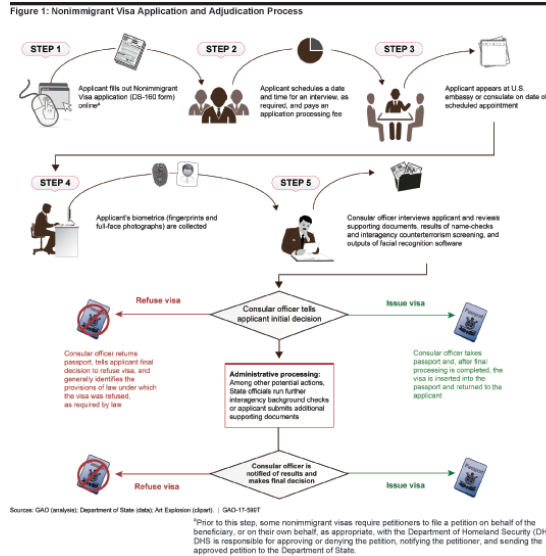 Figure 1: Nonimmigrant Visa Application and Adjudication Process
STEP 1
Applicant fills out Nonimmigrant
Visa application (DS-160 form)
onlineª
STEP 2
Applicant schedules a date
and time for an interview, as
required, and pays an
application processing fee
STEP 3
Applicant appears at U.S.
embassy or consulate on date of
scheduled appointment
STEP 4
Applicant's biometrics (fingerprints and
full-face photographs) are collected
STEP 5
Consular officer interviews applicant and reviews
supporting documents, results of name-checks
and interagency counterterrorism screening, and
outputs of facial recognition software
Refuse visa
Consular officer tells
applicant initial decision
Issue visa
Passport
Passport
Consular officer returns
passport, tells applicant final
decision to refuse visa, and
generally identifies the
provisions of law under which
the visa was refused,
as required by law
Administrative processing:
Among other potential actions,
State officials run further
interagency background checks
or applicant submits additional
supporting documents
Consular officer takes
passport and, after final
processing is completed, the
visa is inserted into the
passport and returned to the
applicant
Refuse visa
Consular officer is
notified of results and
makes final decision
Issue visa
Passport
Passport
Sources: GAO (analysis); Department of State (data); Art Explosion (clipart). | GAO-17-599T
ªPrior to this step, some nonimmigrant visas require petitioners to file a petition on behalf of the
beneficiary, or on their own behalf, as appropriate, with the Department of Homeland Security (DH
DHS is responsible for approving or denying the petition, notifying the petitioner, and sending the
approved petition to the Department of State.